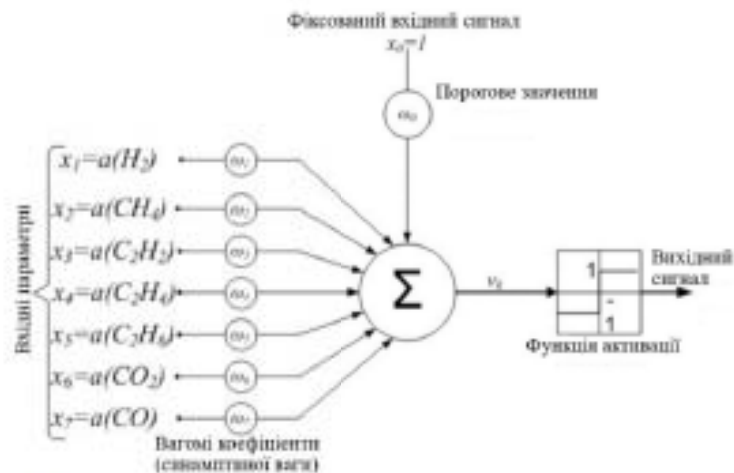 Фіксований вхідний сигнал
x₀=1
Порогове значення
ω₀
Вхідні параметри
x₁=a(H₂)
ω₁
x₂=a(CH₄)
ω₂
x₃=a(C₂H₂)
ω₃
x₄=a(C₂H₄)
ω₄
x₅=a(C₂H₆)
ω₅
x₆=a(CO₂)
ω₆
x₇=a(CO)
ω₇
Σ
1
-
1
Вихідний
сигнал
Функція активації
Вагомі коефіцієнти
(синаптичної ваги)